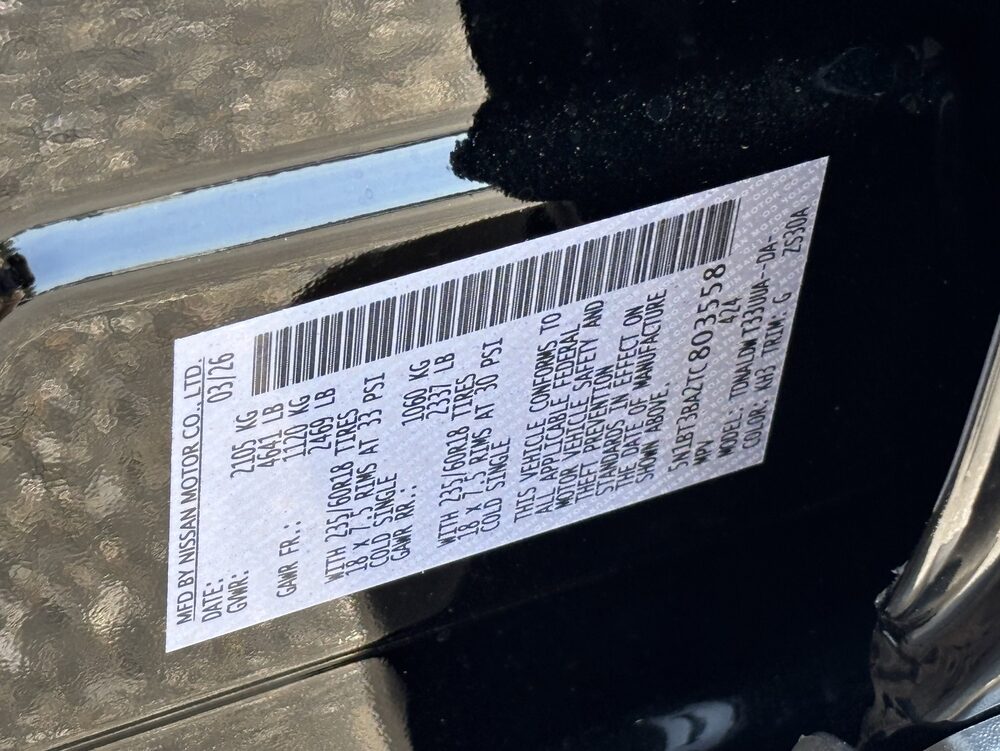 MFD BY NISSAN MOTOR CO., LTD.
DATE: 03/26
GVWR: 2105 KG
4641 LB
GAWR FR.: 1120 KG
2469 LB
WITH 235/60R18 TIRES
18 X 7.5 RIMS AT 33 PSI
COLD SINGLE
GAWR RR.: 1060 KG
2337 LB
WITH 235/60R18 TIRES
18 X 7.5 RIMS AT 30 PSI
COLD SINGLE
THIS VEHICLE CONFORMS TO
ALL APPLICABLE FEDERAL
MOTOR VEHICLE SAFETY AND
THEFT PREVENTION
STANDARDS IN EFFECT ON
THE DATE OF MANUFACTURE
SHOWN ABOVE.
5N1BT3BA2TC803558
MPV 424
MODEL: TDNALDWT33UUA--DA-
COLOR: KH3 TRIM: G ZS30A